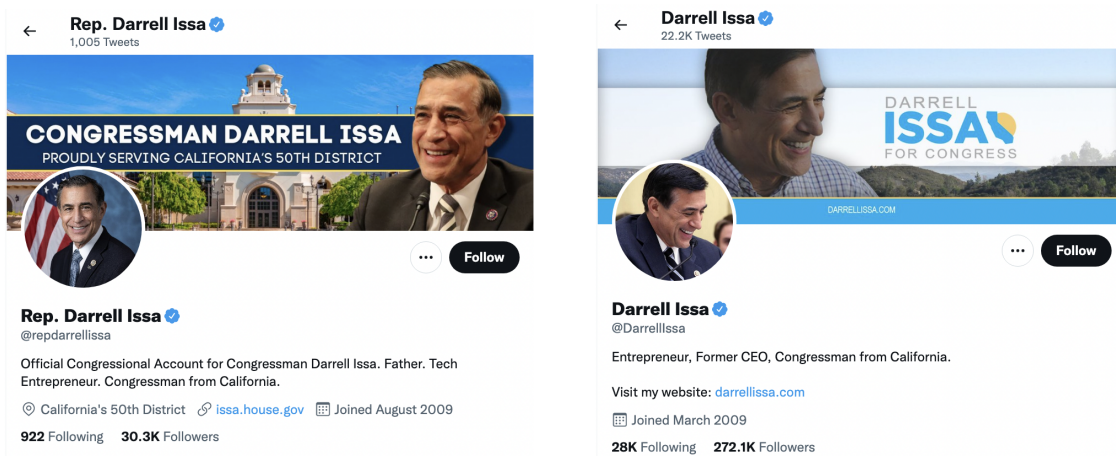 Rep. Darrell Issa
1,005 Tweets
CONGRESSMAN DARRELL ISSA
PROUDLY SERVING CALIFORNIA'S 50TH DISTRICT
Follow
Rep. Darrell Issa
@repdarrellissa
Official Congressional Account for Congressman Darrell Issa. Father. Tech
Entrepreneur. Congressman from California.
California's 50th District issa.house.gov Joined August 2009
922 Following 30.3K Followers
Darrell Issa
22.2K Tweets
DARRELL
ISSA
FOR CONGRESS
DARRELLISSA.COM
Follow
Darrell Issa
@DarrellIssa
Entrepreneur, Former CEO, Congressman from California.
Visit my website: darrellissa.com
Joined March 2009
28K Following 272.1K Followers